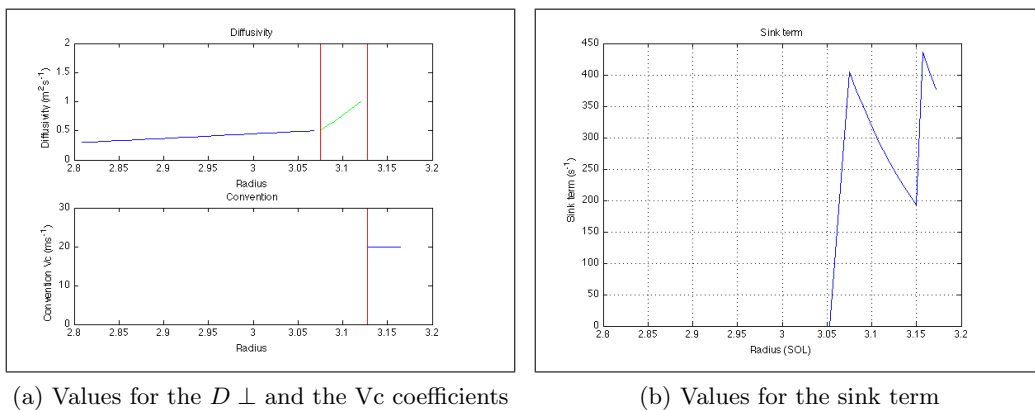 Diffusivity
2
1.5
1
0.5
0
Diffusivity (m²s⁻¹)
2.8 2.85 2.9 2.95 3 3.05 3.1 3.15 3.2
Radius
Convention
30
20
10
0
Convention Vc (ms⁻¹)
2.8 2.85 2.9 2.95 3 3.05 3.1 3.15 3.2
Radius
(a) Values for the D ⊥ and the Vc coefficients
Sink term
450
400
350
300
250
200
150
100
50
0
Sink term (s⁻¹)
2.8 2.85 2.9 2.95 3 3.05 3.1 3.15 3.2
Radius (SOL)
(b) Values for the sink term